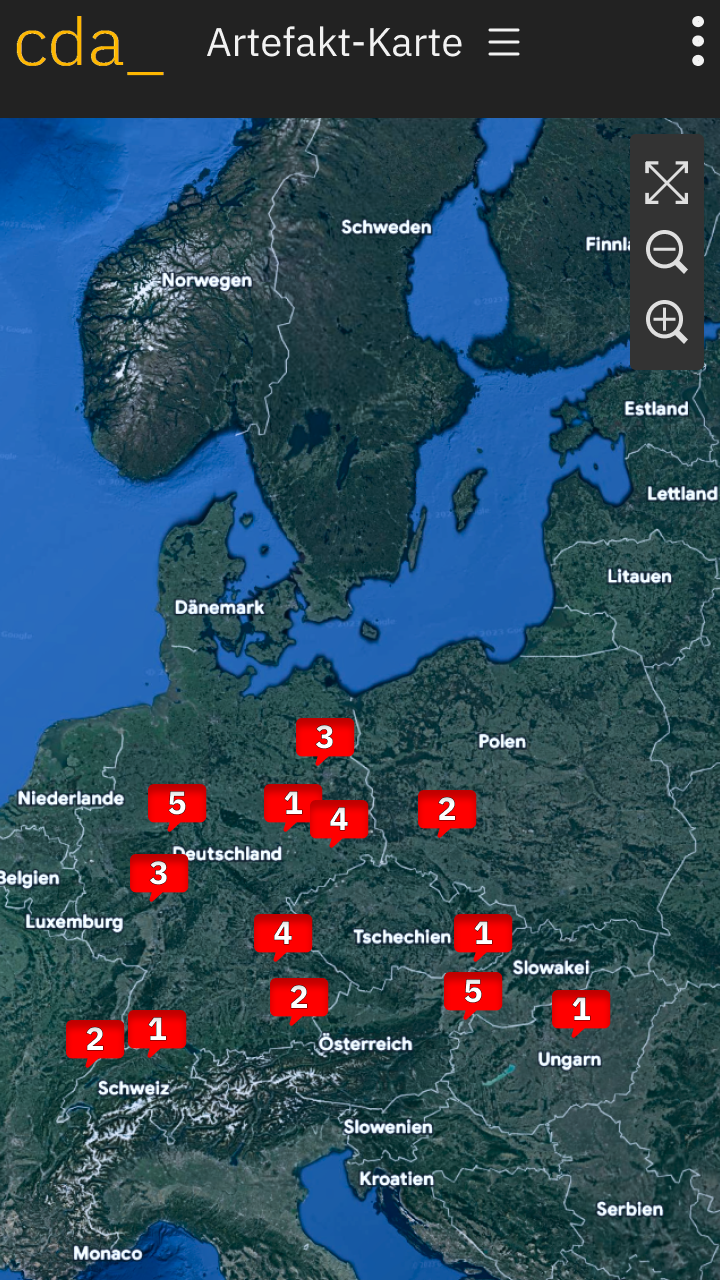 cda_
Artefakt-Karte
Schweden
Norwegen
Estland
Lettland
Litauen
Dänemark
3
Polen
Niederlande
5
1
4
2
Deutschland
3
Belgien
Luxemburg
4
Tschechien
1
Slowakei
2
5
1
2
1
Österreich
Ungarn
Schweiz
Slowenien
Kroatien
Serbien
Monaco